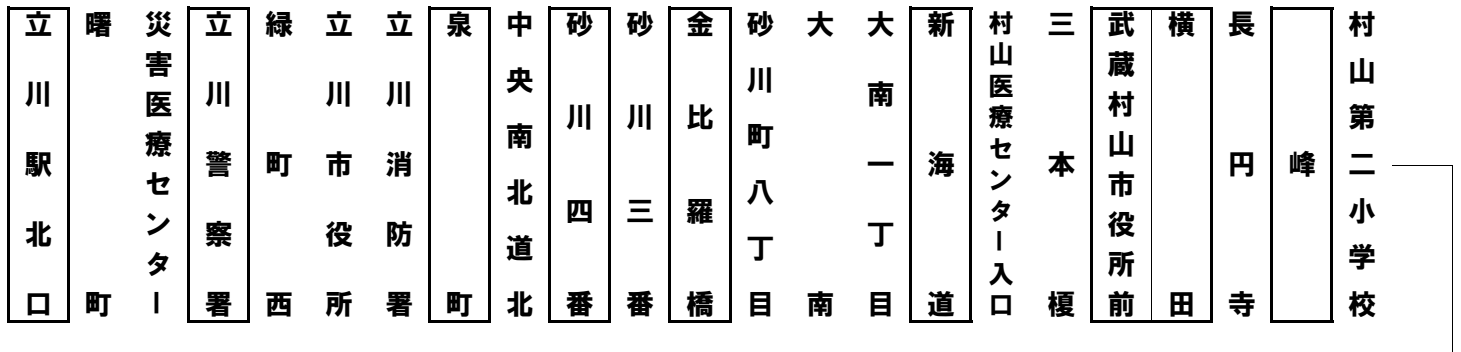 立川駅北口
曙町
災害医療センター
立川警察署
緑町西
立川市役所
立川消防署
泉町
中央南北道北
砂川四番
砂川三番
金比羅橋
砂川町八丁目
大南
大南一丁目
新海道
村山医療センター入口
三本榎
武蔵村山市役所前
横田
長円寺
峰
村山第二小学校